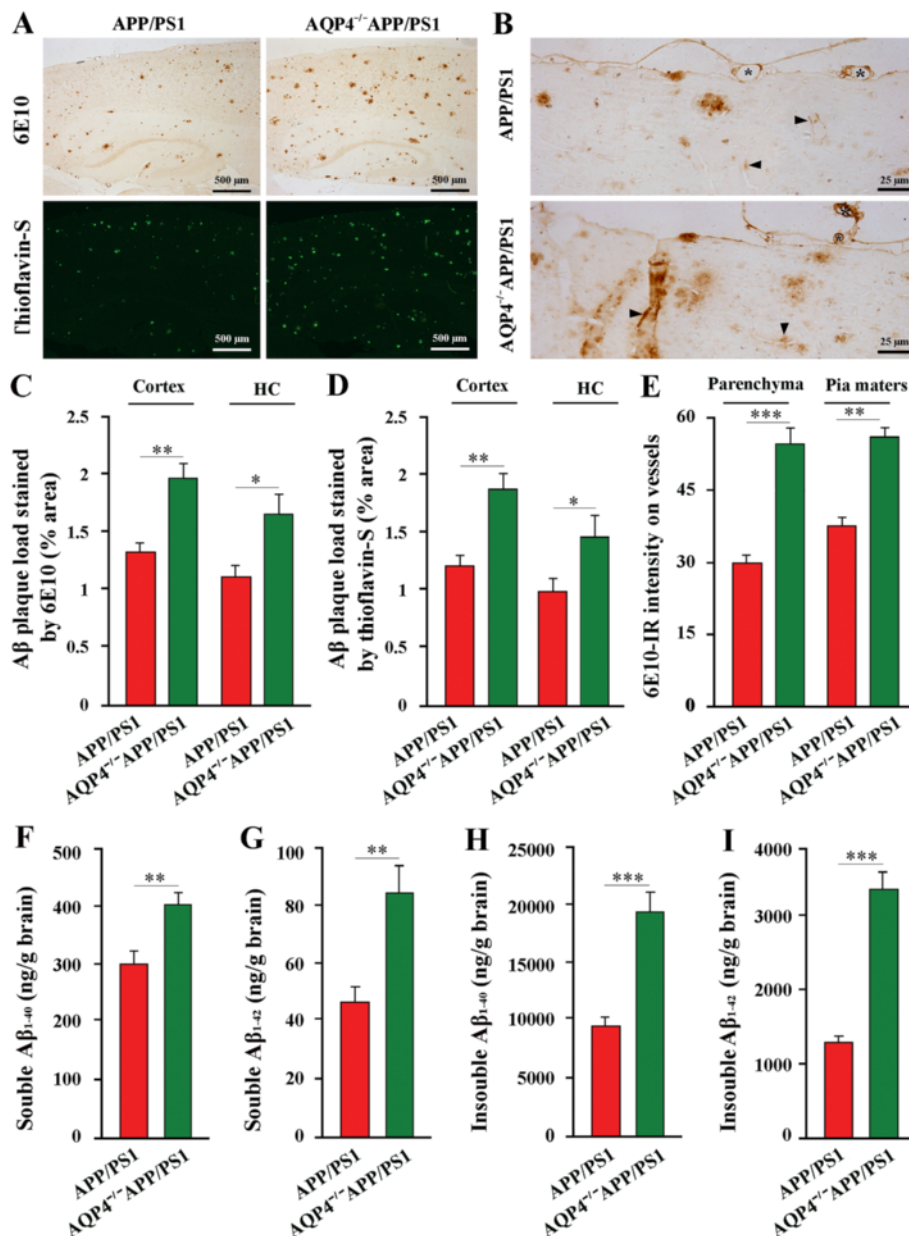 A
APP/PS1
AQP4⁻/⁻APP/PS1
6E10
500 µm
500 µm
hioflavin-S
500 µm
500 µm
B
APP/PS1
*
*
25 µm
AQP4⁻/⁻APP/PS1
25 µm
C
Cortex
HC
Aβ plaque load stained
by 6E10 (% area)
2
1.5
1
1.5
0
**
*
APP/PS1
AQP4⁻/⁻APP/PS1
APP/PS1
AQP4⁻/⁻APP/PS1
D
Cortex
HC
Aβ plaque load stained
by thioflavin-S (% area)
2
1.5
1
1.5
0
**
*
APP/PS1
AQP4⁻/⁻APP/PS1
APP/PS1
AQP4⁻/⁻APP/PS1
E
Parenchyma
Pia maters
6E10-IR intensity on vessels
60
45
30
15
0
***
**
APP/PS1
AQP4⁻/⁻APP/PS1
APP/PS1
AQP4⁻/⁻APP/PS1
F
Souble Aβ₁₋₄₀ (ng/g brain)
500
400
300
200
100
0
**
APP/PS1
AQP4⁻/⁻APP/PS1
G
Souble Aβ₁₋₄₂ (ng/g brain)
100
80
60
40
20
0
**
APP/PS1
AQP4⁻/⁻APP/PS1
H
Insouble Aβ₁₋₄₀ (ng/g brain)
25000
20000
15000
10000
5000
0
***
APP/PS1
AQP4⁻/⁻APP/PS1
I
Insouble Aβ₁₋₄₂ (ng/g brain)
4000
3000
2000
1000
0
***
APP/PS1
AQP4⁻/⁻APP/PS1